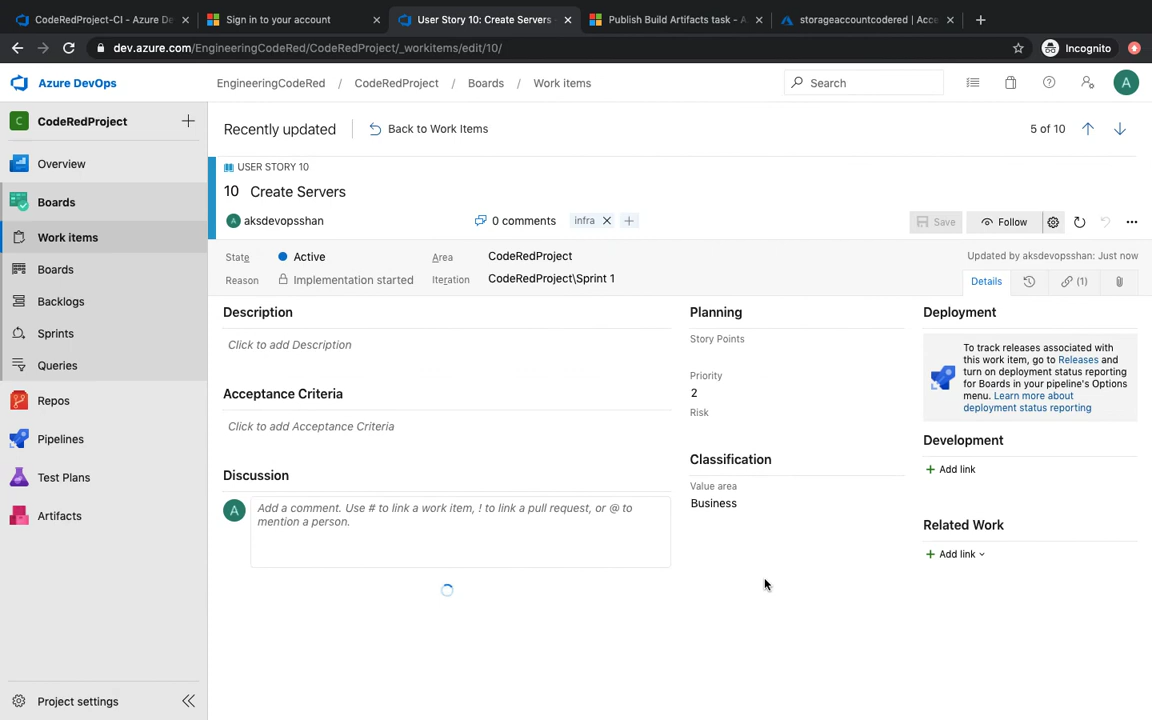 CodeRedProject-CI - Azure De
Sign in to your account
User Story 10: Create Servers
Publish Build Artifacts task - A
storageaccountcodered | Acce
dev.azure.com/EngineeringCodeRed/CodeRedProject/_workitems/edit/10/
Incognito
Azure DevOps
EngineeringCodeRed / CodeRedProject / Boards / Work items
Search
A
C CodeRedProject
Overview
Boards
Work items
Boards
Backlogs
Sprints
Queries
Repos
Pipelines
Test Plans
Artifacts
Project settings
Recently updated
Back to Work Items
5 of 10
USER STORY 10
10 Create Servers
A aksdevopsshan
0 comments
infra
Save
Follow
State Active
Area CodeRedProject
Updated by aksdevopsshan: Just now
Reason Implementation started
Iteration CodeRedProject\Sprint 1
Details
(1)
Description
Click to add Description
Acceptance Criteria
Click to add Acceptance Criteria
Discussion
A
Add a comment. Use # to link a work item, ! to link a pull request, or @ to
mention a person.
Planning
Story Points
Priority
2
Risk
Classification
Value area
Business
Deployment
To track releases associated with
this work item, go to Releases and
turn on deployment status reporting
for Boards in your pipeline's Options
menu. Learn more about
deployment status reporting
Development
Add link
Related Work
Add link